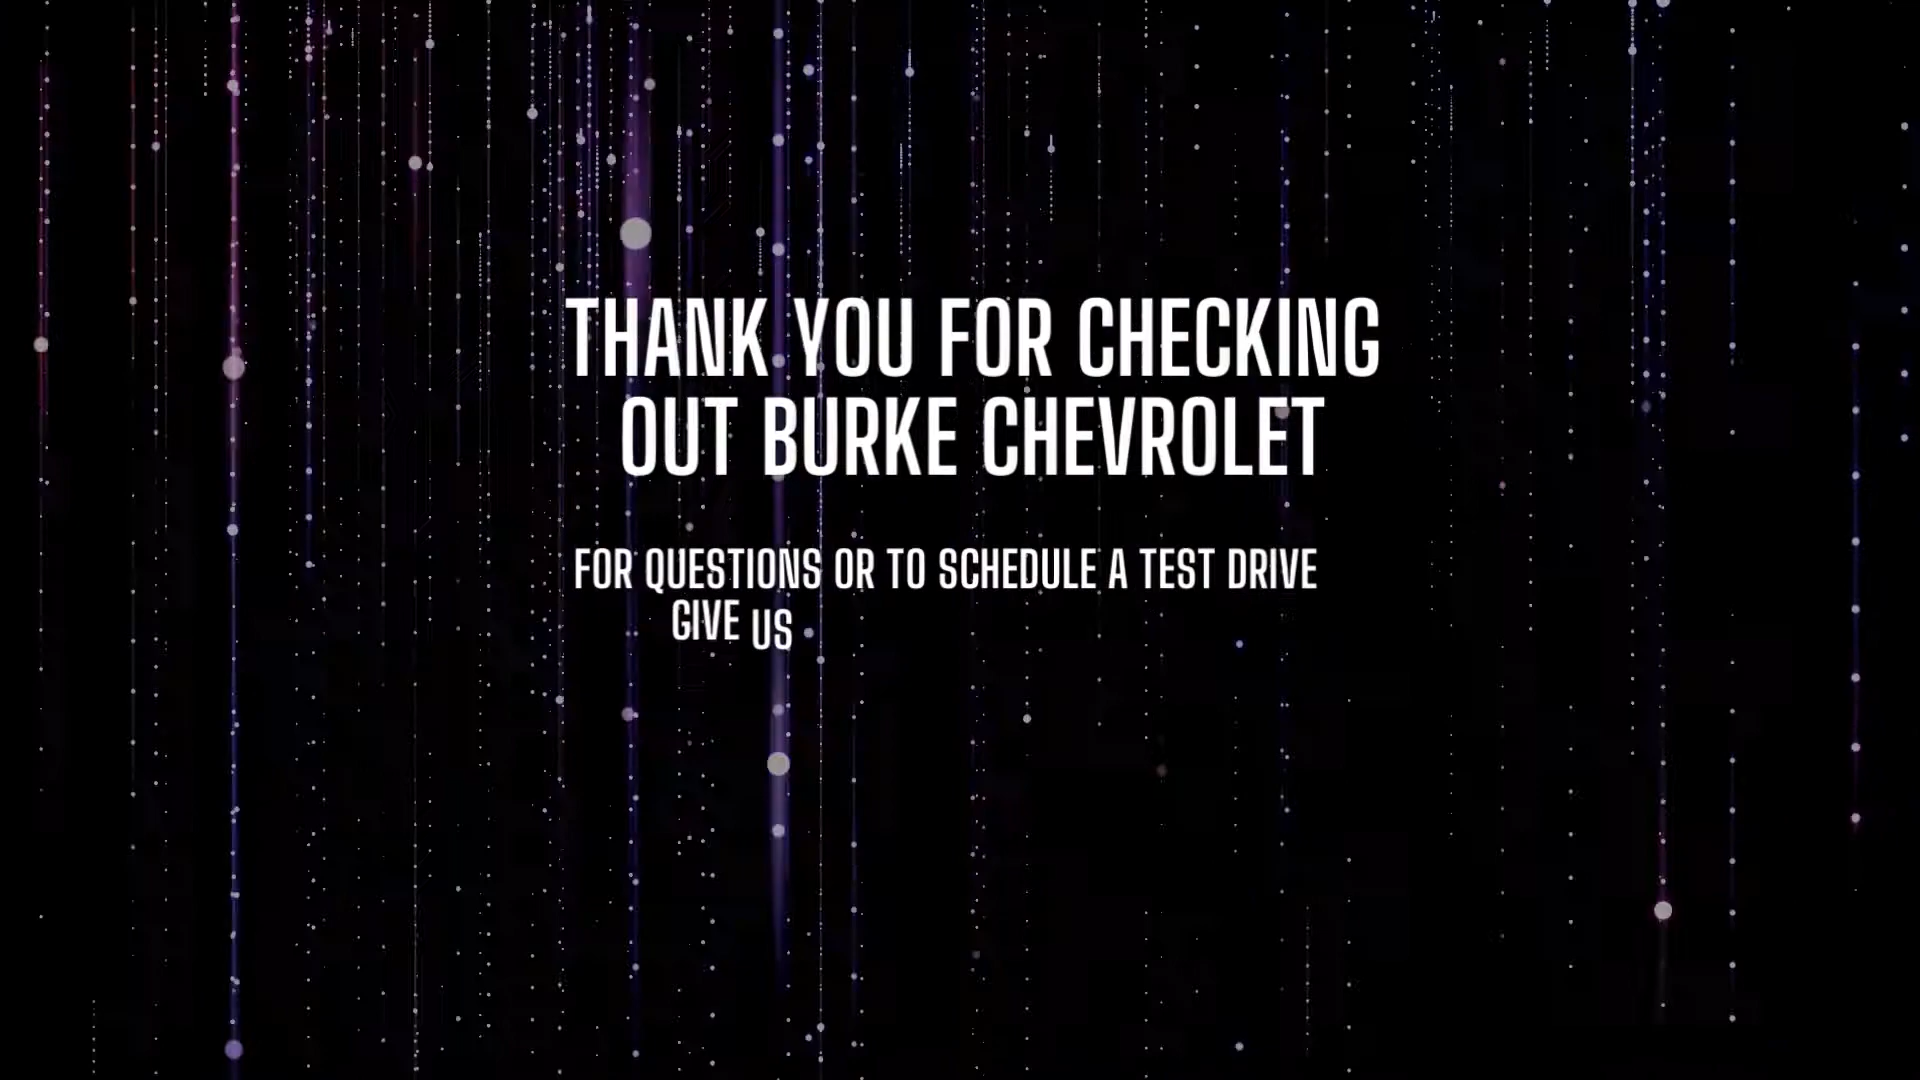 THANK YOU FOR CHECKING
OUT BURKE CHEVROLET
FOR QUESTIONS OR TO SCHEDULE A TEST DRIVE
GIVE US